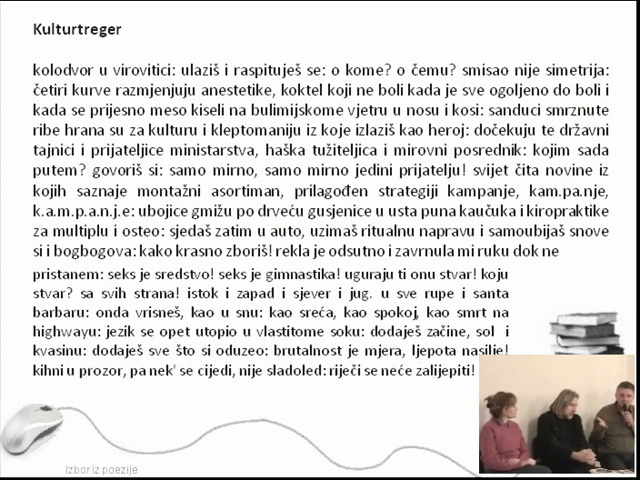 Kulturtreger
kolodvor u virovitici: ulaziš i raspituješ se: o kome? o čemu? smisao nije simetrija:
četiri kurve razmjenjuju anestetike, koktel koji ne boli kada je sve ogoljeno do boli i
kada se prijesno meso kiseli na bulimijskome vjetru u nosu i kosi: sanduci smrznute
ribe hrana su za kulturu i kleptomaniju iz koje izlaziš kao heroj: dočekuju te državni
tajnici i prijateljice ministarstva, haška tužiteljica i mirovni posrednik: kojim sada
putem? govoriš si: samo mirno, samo mirno jedini prijatelju! svijet čita novine iz
kojih saznaje montažni asortiman, prilagođen strategiji kampanje, kam.pa.nje,
k.a.m.p.a.n.j.e: ubojice gmižu po drveću gusjenice u usta puna kaučuka i kiropraktike
za multiplu i osteo: sjedaš zatim u auto, uzimaš ritualnu napravu i samoubijaš snove
si i bogbogova: kako krasno zboriš! rekla je odsutno i zavrnula mi ruku dok ne
pristanem: seks je sredstvo! seks je gimnastika! uguraju ti onu stvar! koju
stvar? sa svih strana! istok i zapad i sjever i jug. u sve rupe i santa
barbaru: onda vrisneš, kao u snu: kao sreća, kao spokoj, kao smrt na
highwayu: jezik se opet utopio u vlastitome soku: dodaješ začine, sol i
kvasinu: dodaješ sve što si oduzeo: brutalnost je mjera, ljepota nasilje!
kihni u prozor, pa nek' se cijedi, nije sladoled: riječi se neće zalijepiti!
Izbor iz poezije